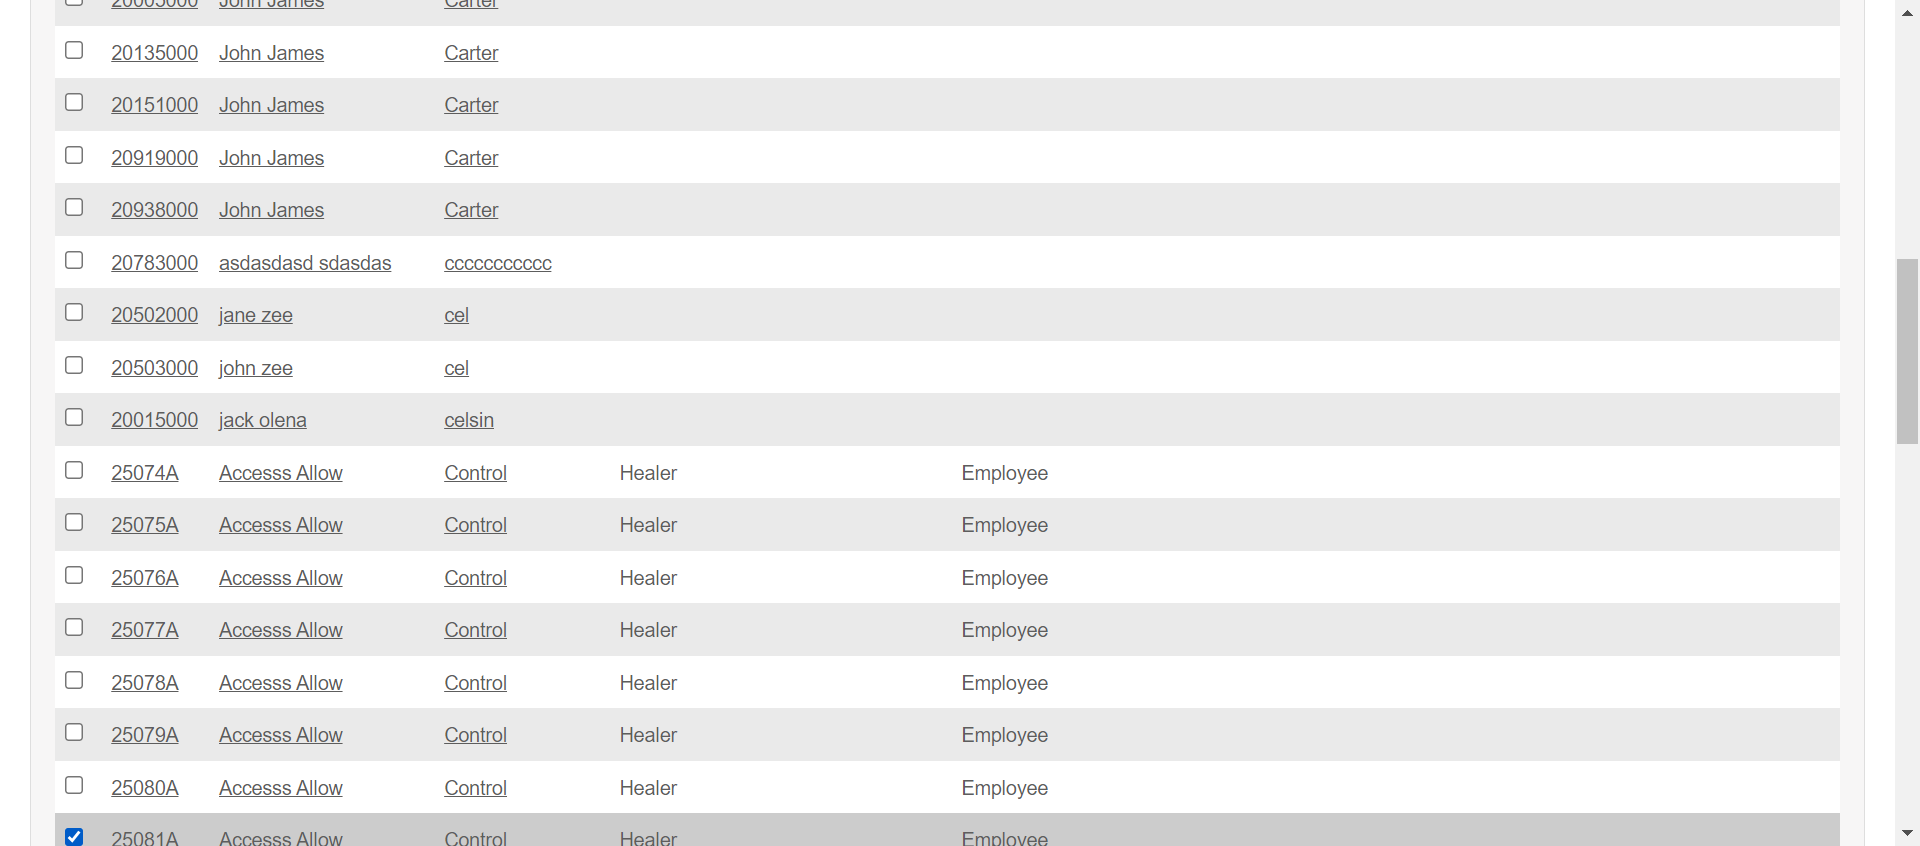 20005000 John James Carter
20135000 John James Carter
20151000 John James Carter
20919000 John James Carter
20938000 John James Carter
20783000 asdasdasd sdasdas ccccccccccc
20502000 jane zee cel
20503000 john zee cel
20015000 jack olena celsin
25074A Accesss Allow Control Healer Employee
25075A Accesss Allow Control Healer Employee
25076A Accesss Allow Control Healer Employee
25077A Accesss Allow Control Healer Employee
25078A Accesss Allow Control Healer Employee
25079A Accesss Allow Control Healer Employee
25080A Accesss Allow Control Healer Employee
25081A Accesss Allow Control Healer Employee